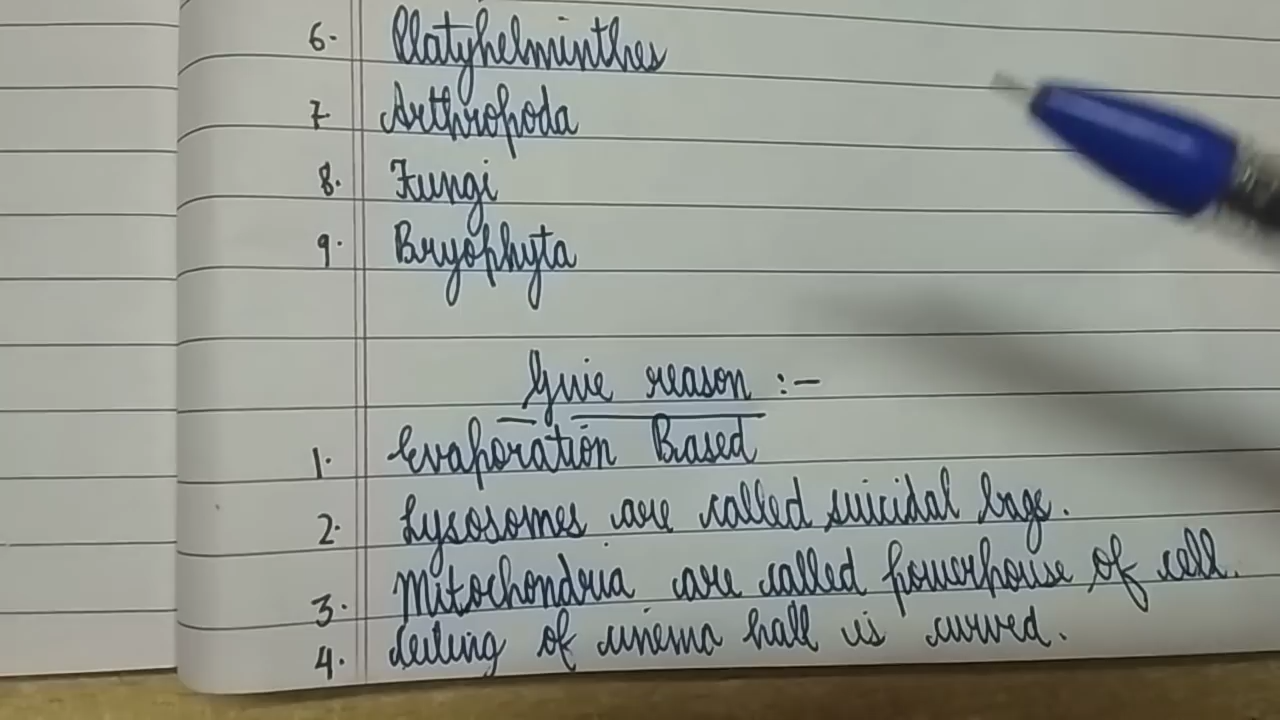 6. Platyhelminthes
7. Arthropoda
8. Fungi
9. Bryophyta
Give reason :-
1. Evaporation Based
2. Lysosomes are called suicidal bags.
3. Mitochondria are called powerhouse of cell.
4. Ceiling of cinema hall is curved.